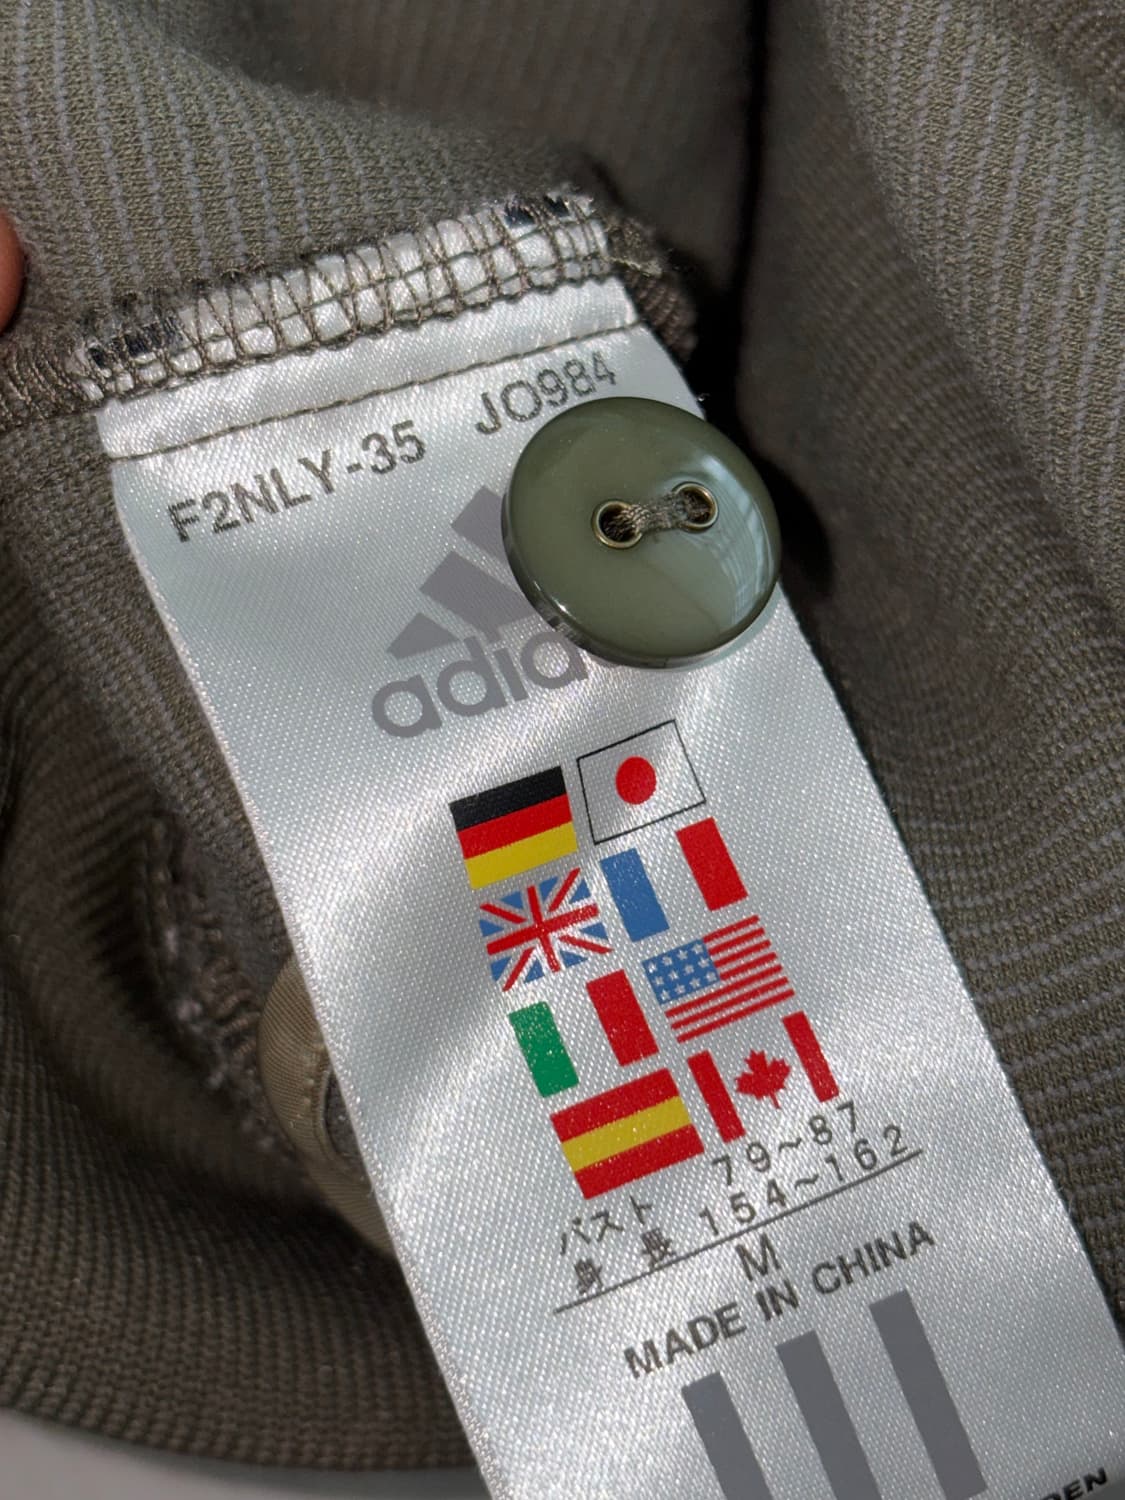 F2NLY-35 JO984
adid
バスト 79~87
身長 154~162
M
MADE IN CHINA